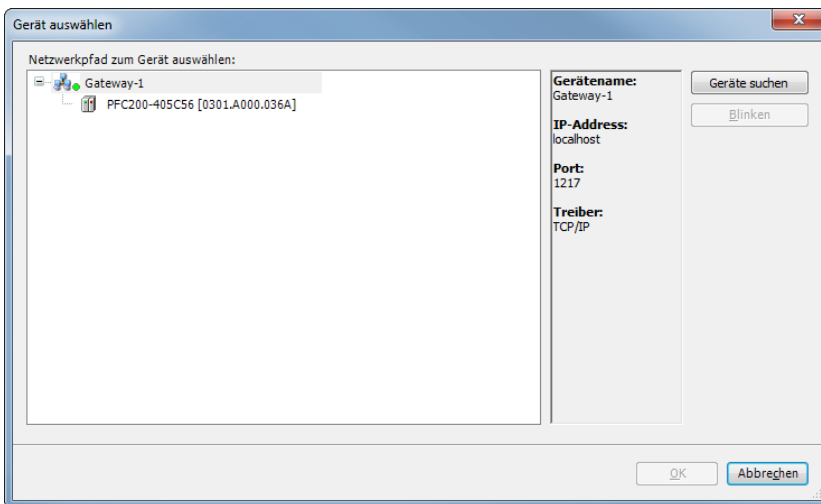 Gerät auswählen
Netzwerkpfad zum Gerät auswählen:
Gateway-1
PFC200-405C56 [0301.A000.036A]
Gerätename:
Gateway-1
IP-Address:
localhost
Port:
1217
Treiber:
TCP/IP
Geräte suchen
Blinken
OK
Abbrechen